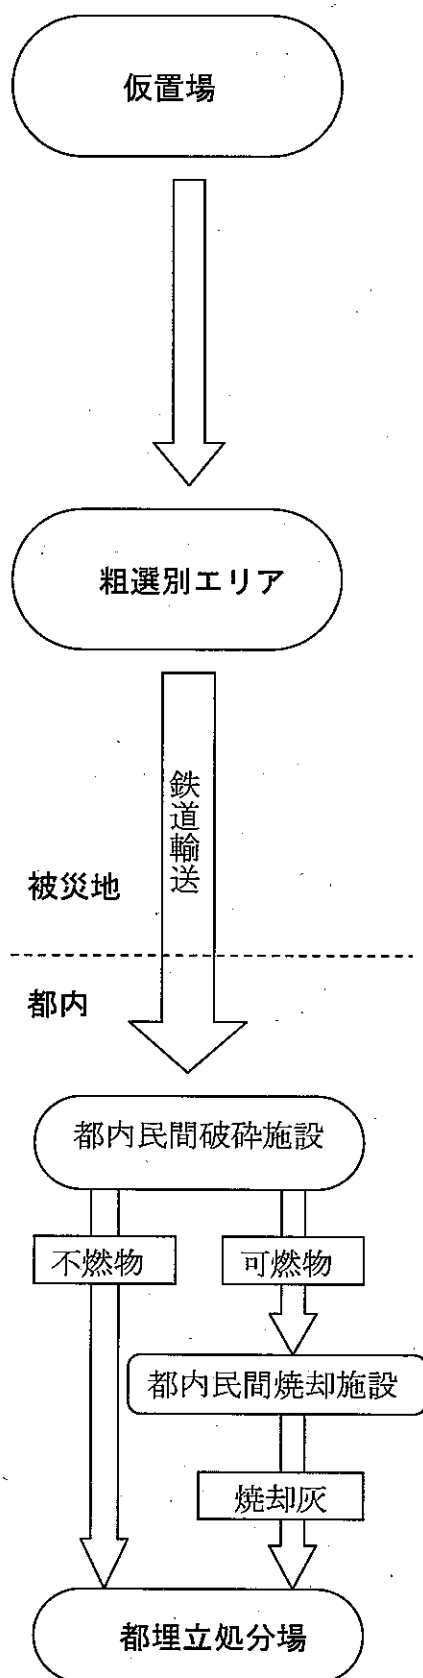 仮置場
粗選別エリア
鉄道輸送
被災地
都内
都内民間破砕施設
不燃物
可燃物
都内民間焼却施設
焼却灰
都埋立処分場